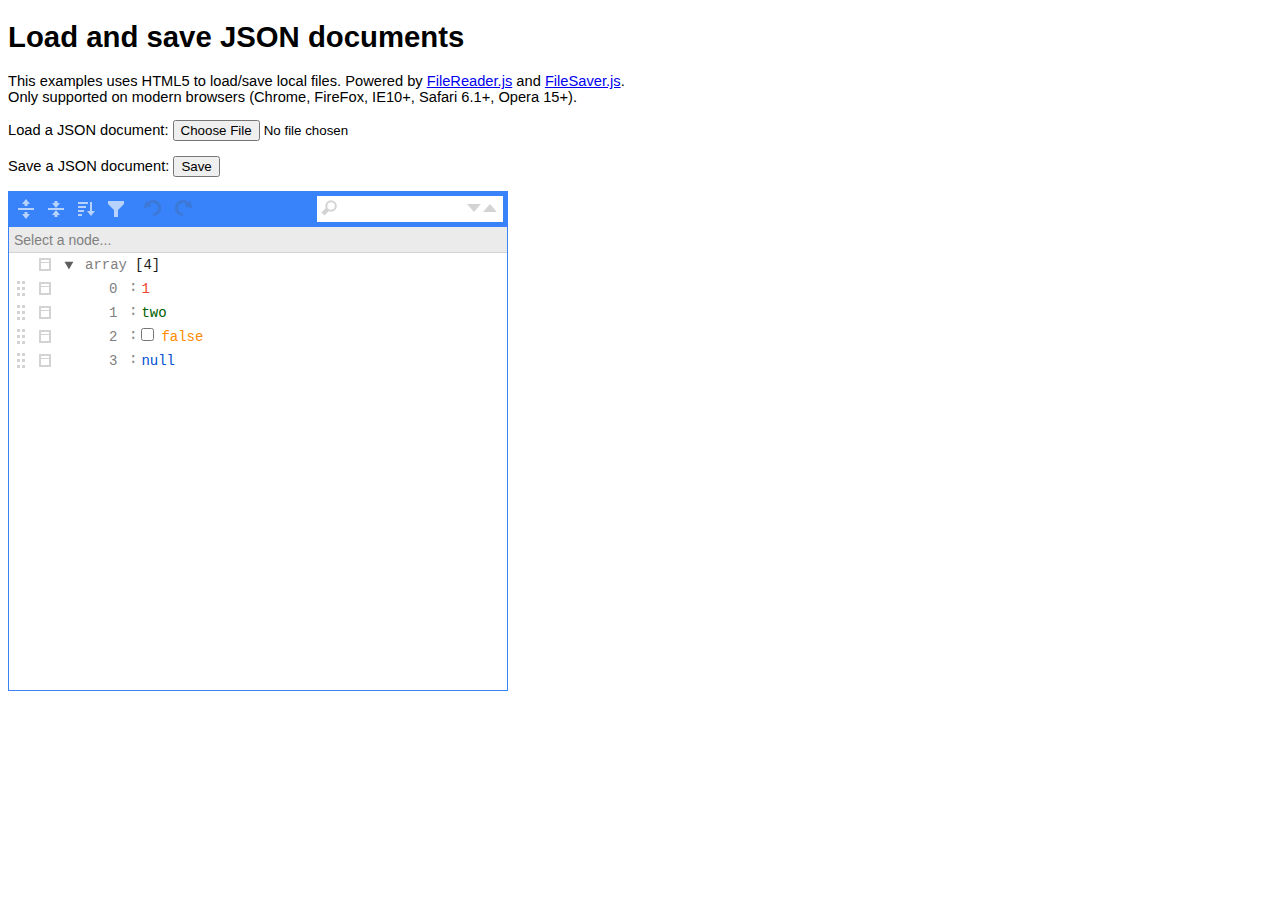 Load and save JSON documents
This examples uses HTML5 to load/save local files. Powered by FileReader.js and FileSaver.js.
Only supported on modern browsers (Chrome, FireFox, IE10+, Safari 6.1+, Opera 15+).
Load a JSON document: Choose File No file chosen
Save a JSON document: Save
Select a node...
array [4]
0 : 1
1 : two
2 : false
3 : null